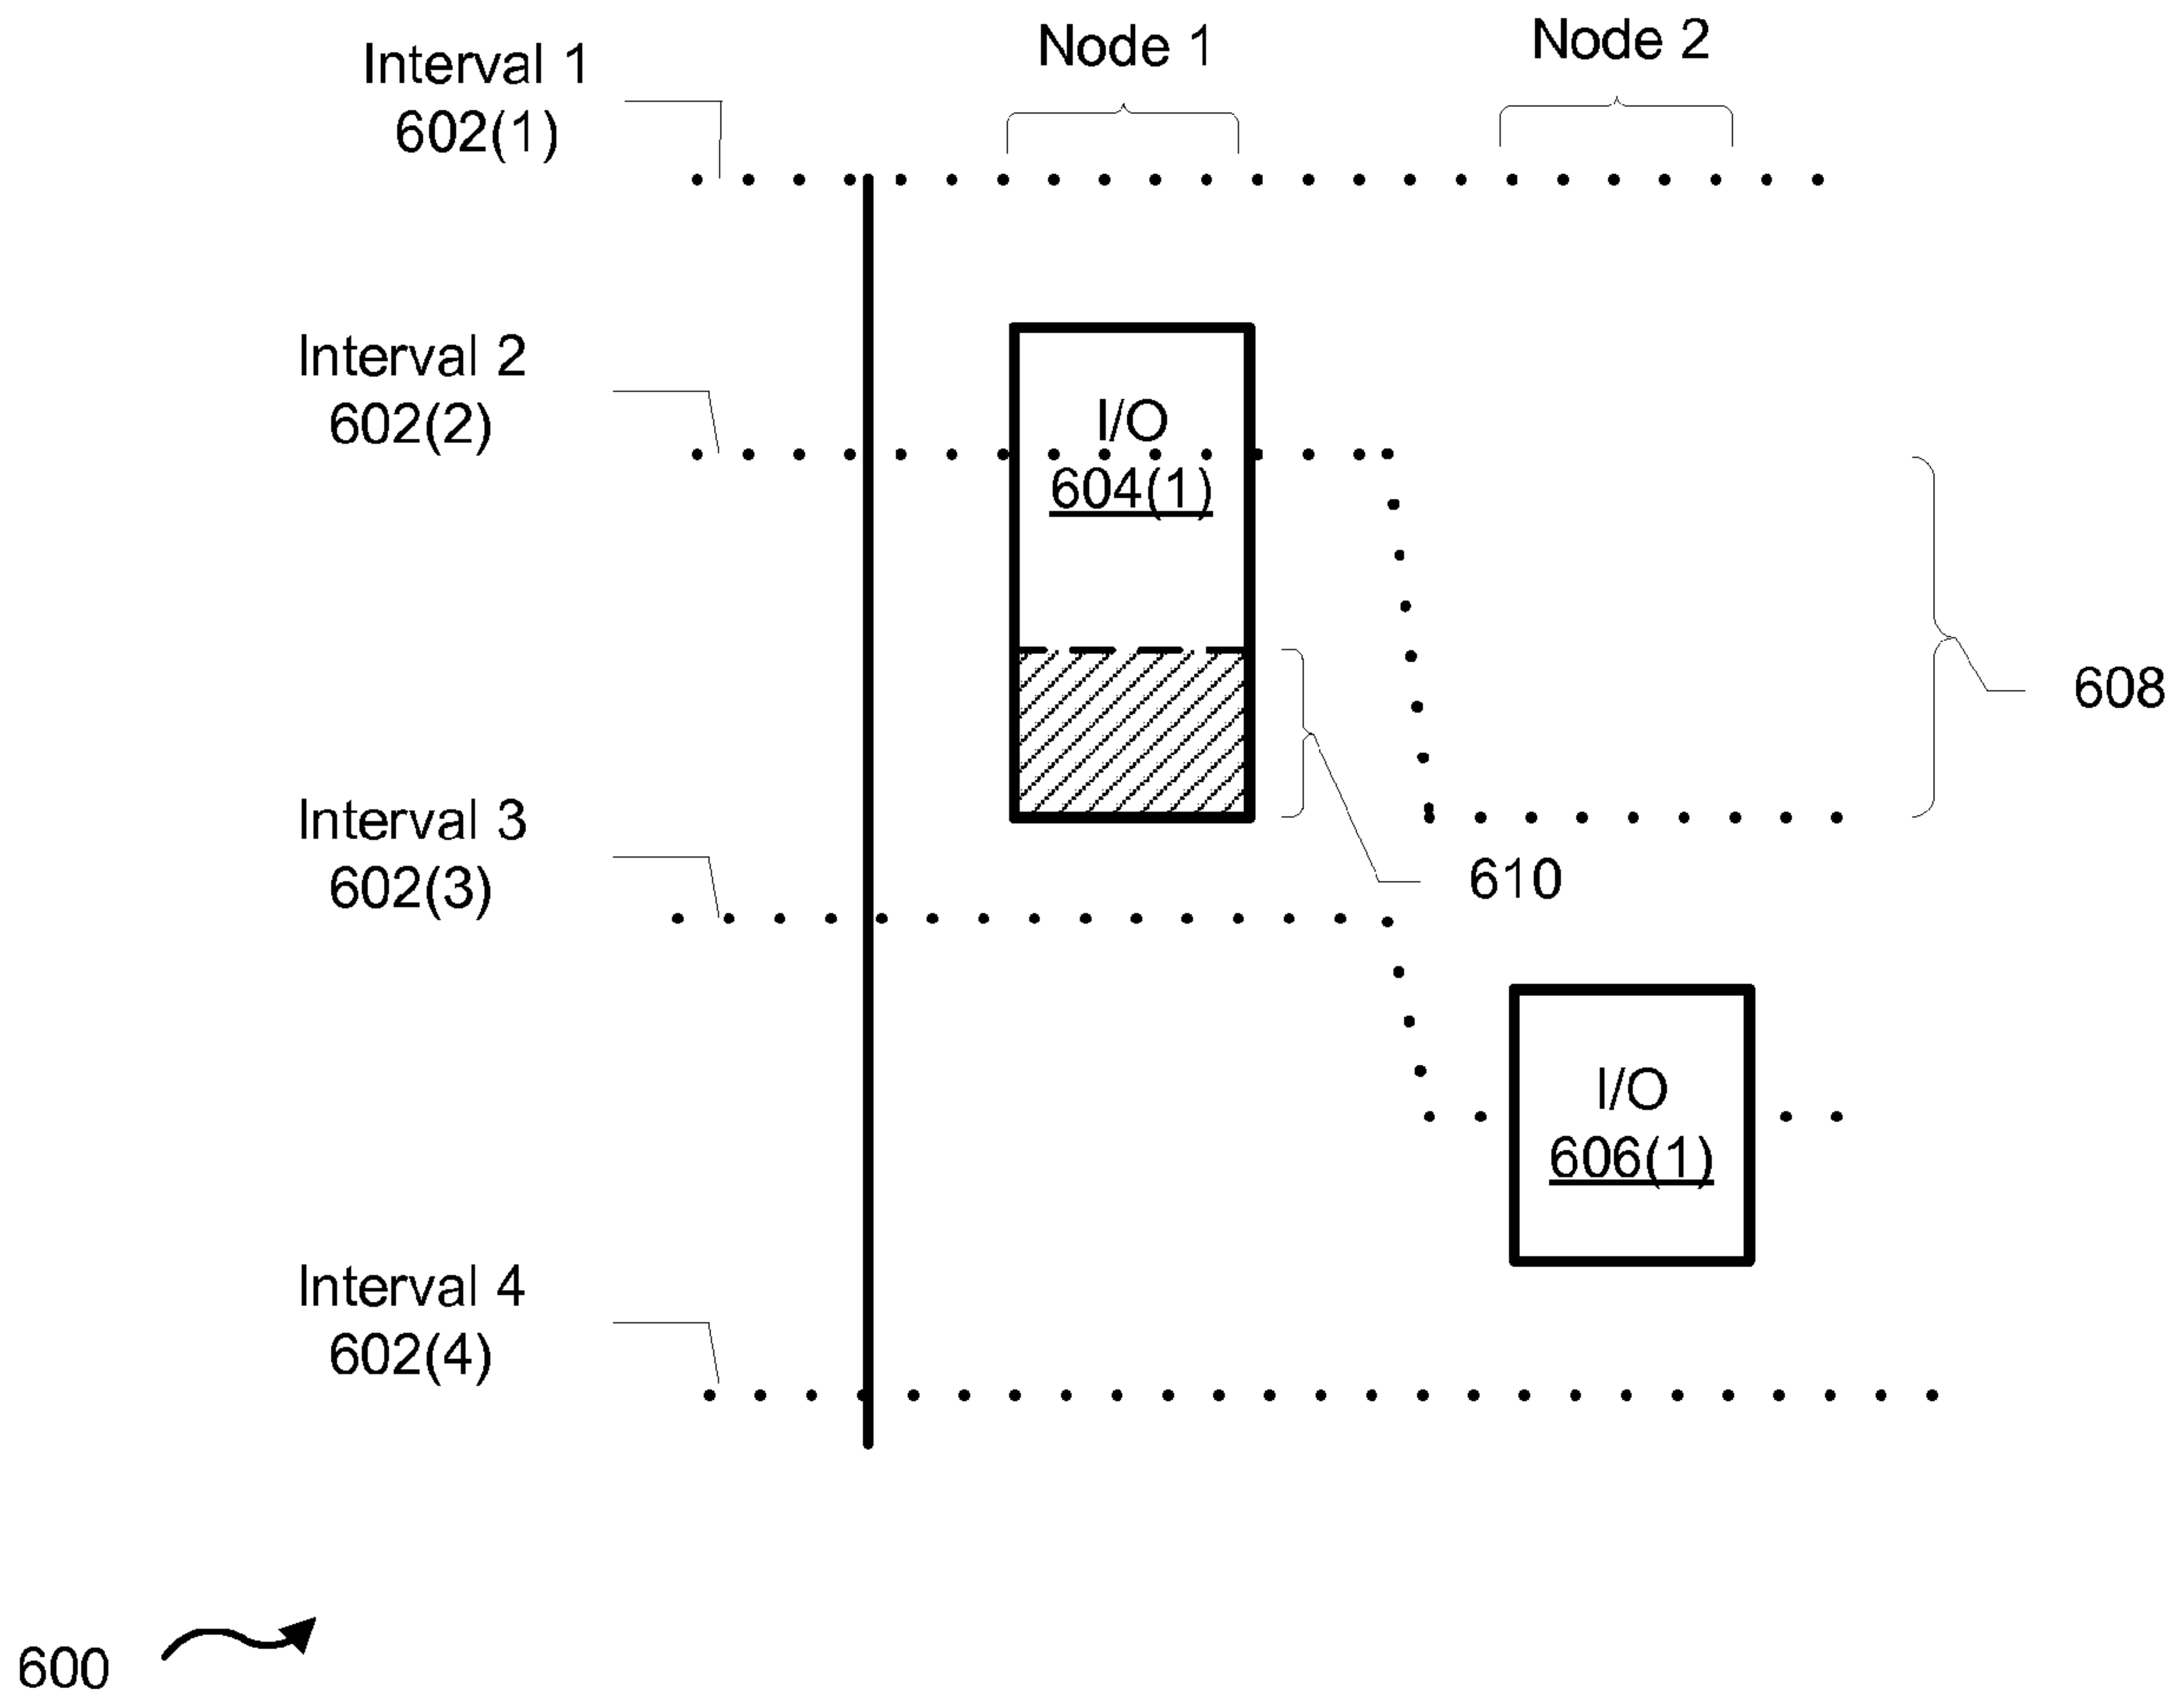 Interval 1
602(1)
Node 1
Node 2
Interval 2
602(2)
I/O
604(1)
608
Interval 3
602(3)
610
I/O
606(1)
Interval 4
602(4)
600